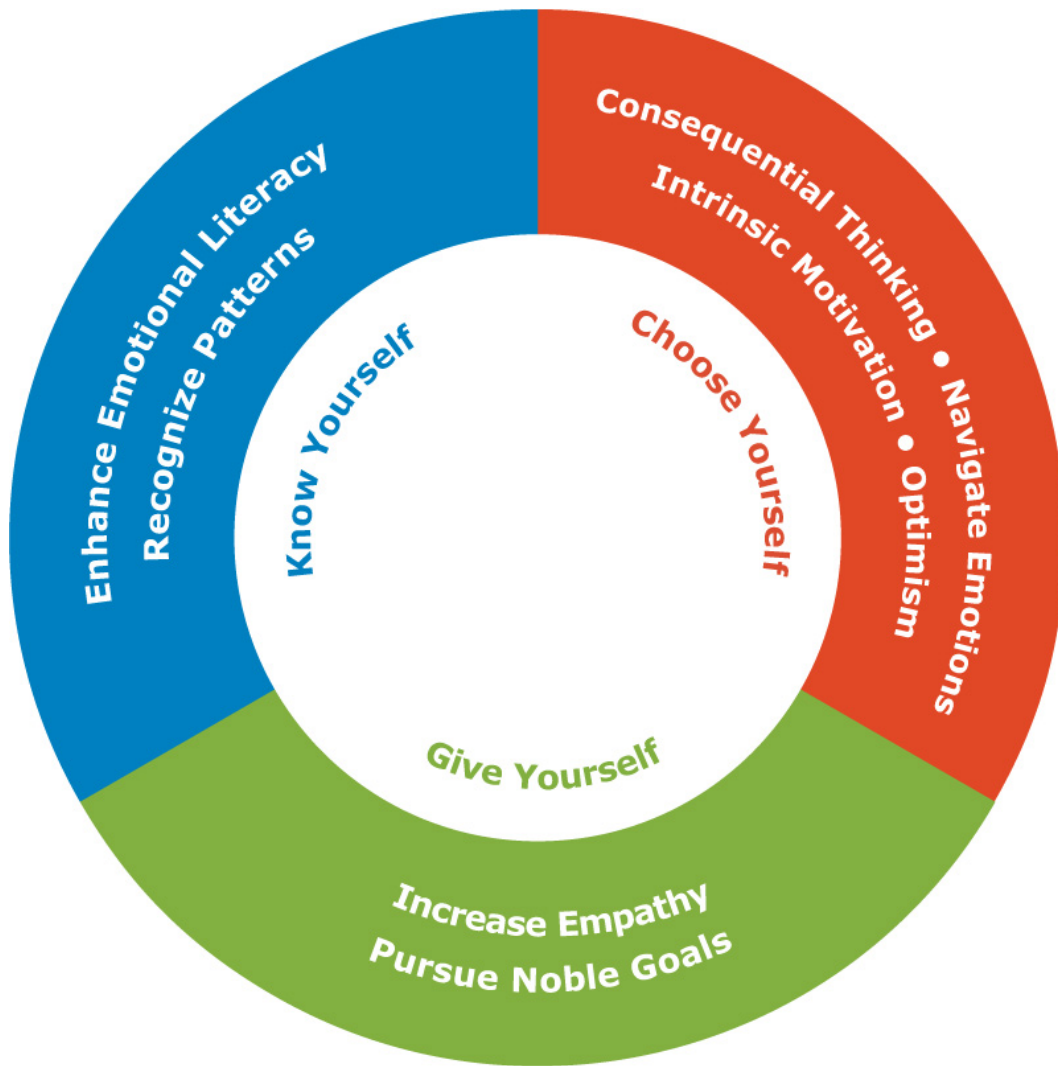 Enhance Emotional Literacy
Recognize Patterns
Know Yourself
Consequential Thinking • Navigate Emotions
Intrinsic Motivation • Optimism
Choose Yourself
Give Yourself
Increase Empathy
Pursue Noble Goals